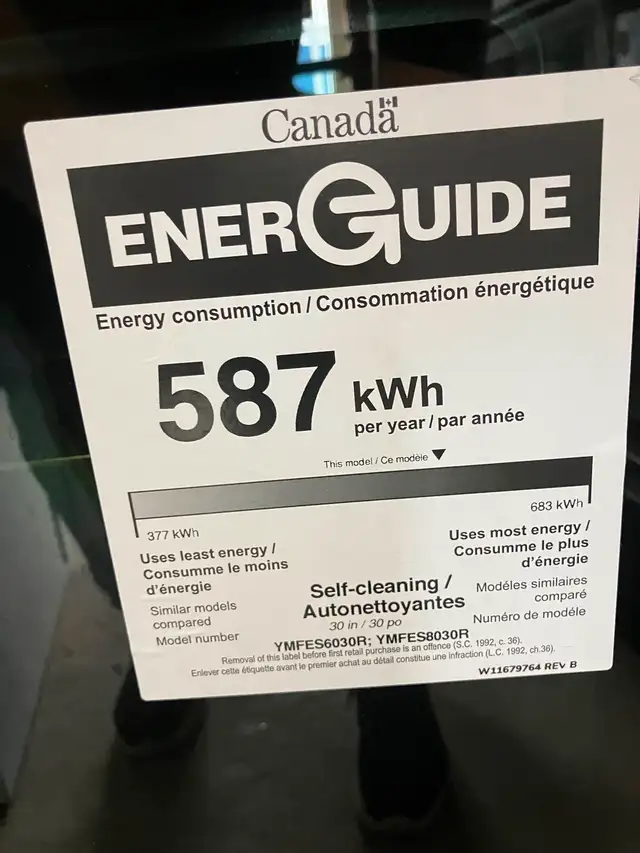 Canada
ENERGUIDE
Energy consumption / Consommation énergétique
587 kWh
per year / par année
This model / Ce modèle
377 kWh
683 kWh
Uses least energy /
Consumme le moins
d'énergie
Uses most energy /
Consumme le plus
d'énergie
Similar models
compared
Self-cleaning /
Autonettoyantes
30 in / 30 po
Modéles similaires
comparé
Model number
YMFES6030R; YMFES8030R
Numéro de modéle
Removal of this label before first retail purchase is an offence (S.C. 1992, c. 36).
Enlever cette étiquette avant le premier achat au détail constitue une infraction (L.C. 1992, ch.36).
W11679764 REV B